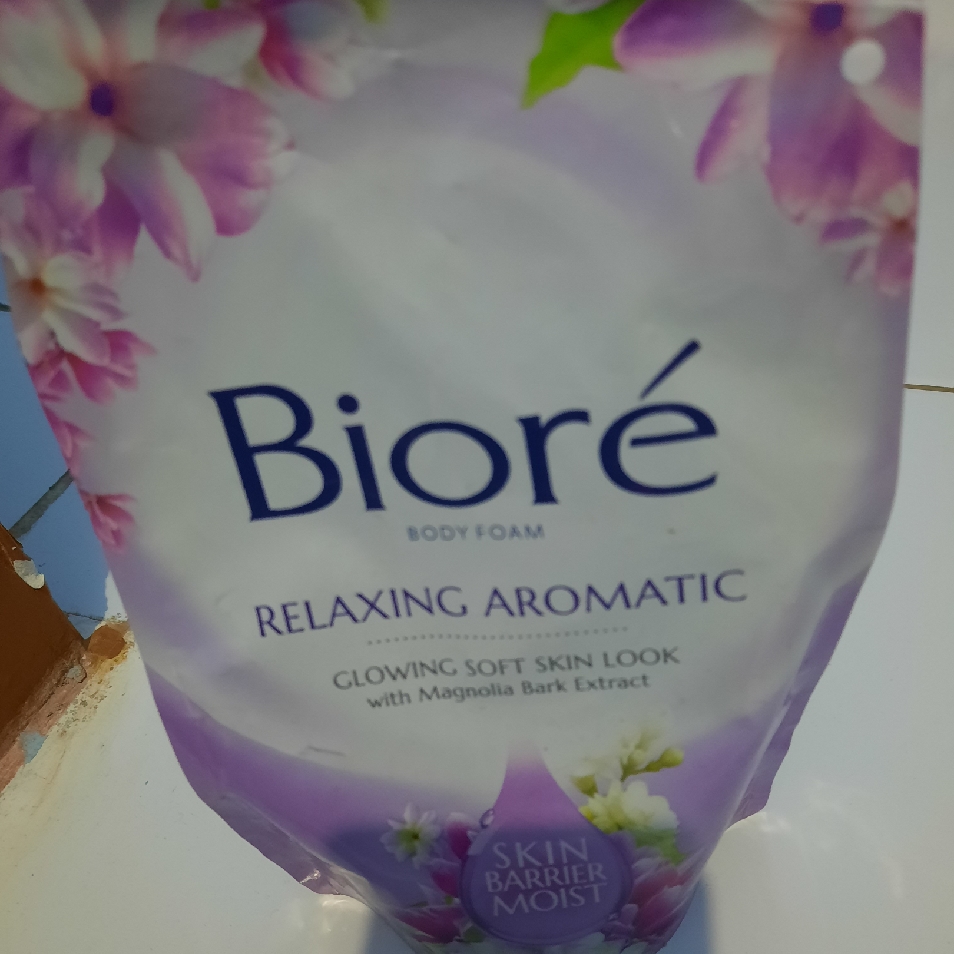 Bioré
BODY FOAM
RELAXING AROMATIC
GLOWING SOFT SKIN LOOK
with Magnolia Bark Extract
SKIN
BARRIER
MOIST